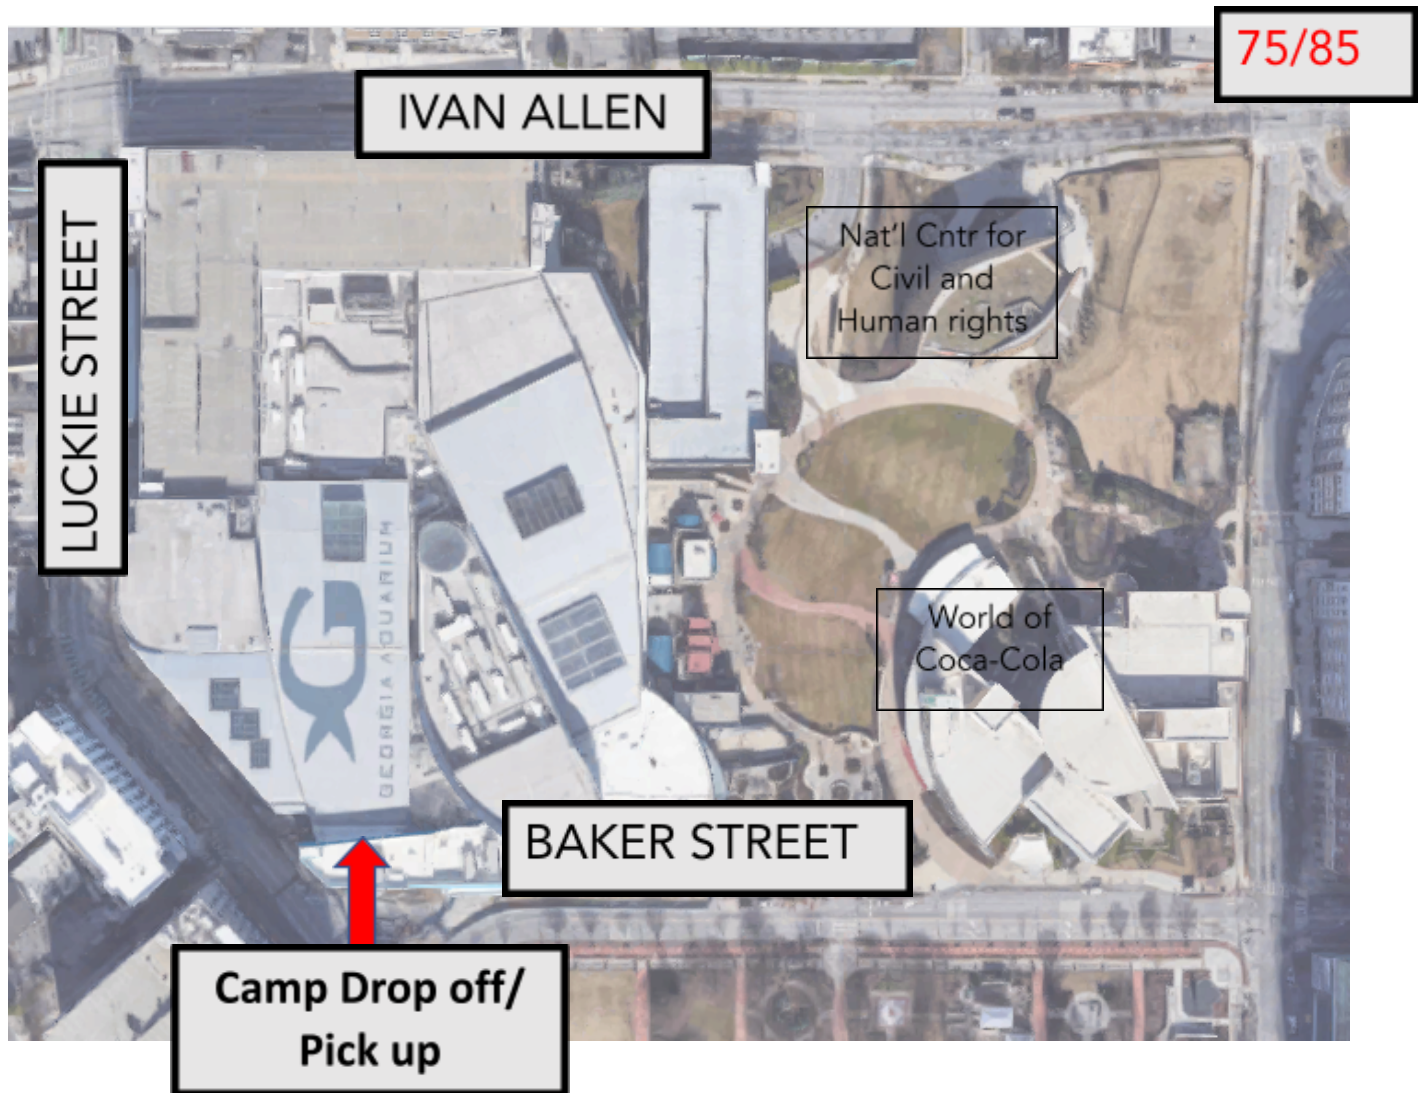 75/85
IVAN ALLEN
LUCKIE STREET
Nat'l Cntr for
Civil and
Human rights
GEORGIA AQUARIUM
World of
Coca-Cola
BAKER STREET
Camp Drop off/
Pick up